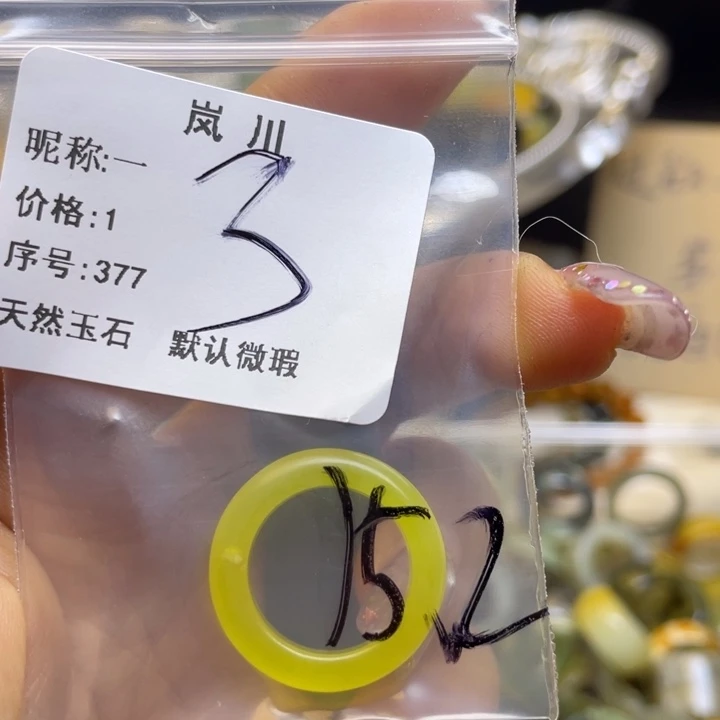 岚川
昵称:一
3
价格:1
序号:377
天然玉石 默认微瑕
15.2